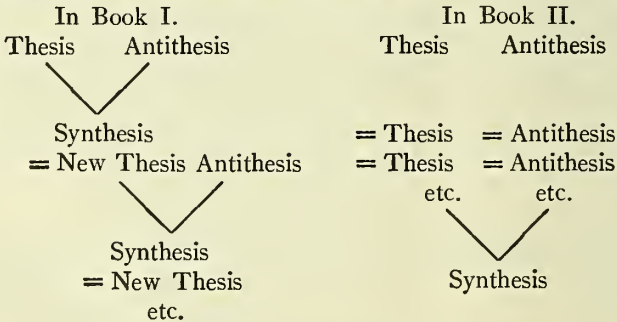 In Book I.
Thesis Antithesis
Synthesis
= New Thesis Antithesis
Synthesis
= New Thesis
etc.
In Book II.
Thesis Antithesis
= Thesis = Antithesis
= Thesis = Antithesis
etc. etc.
Synthesis